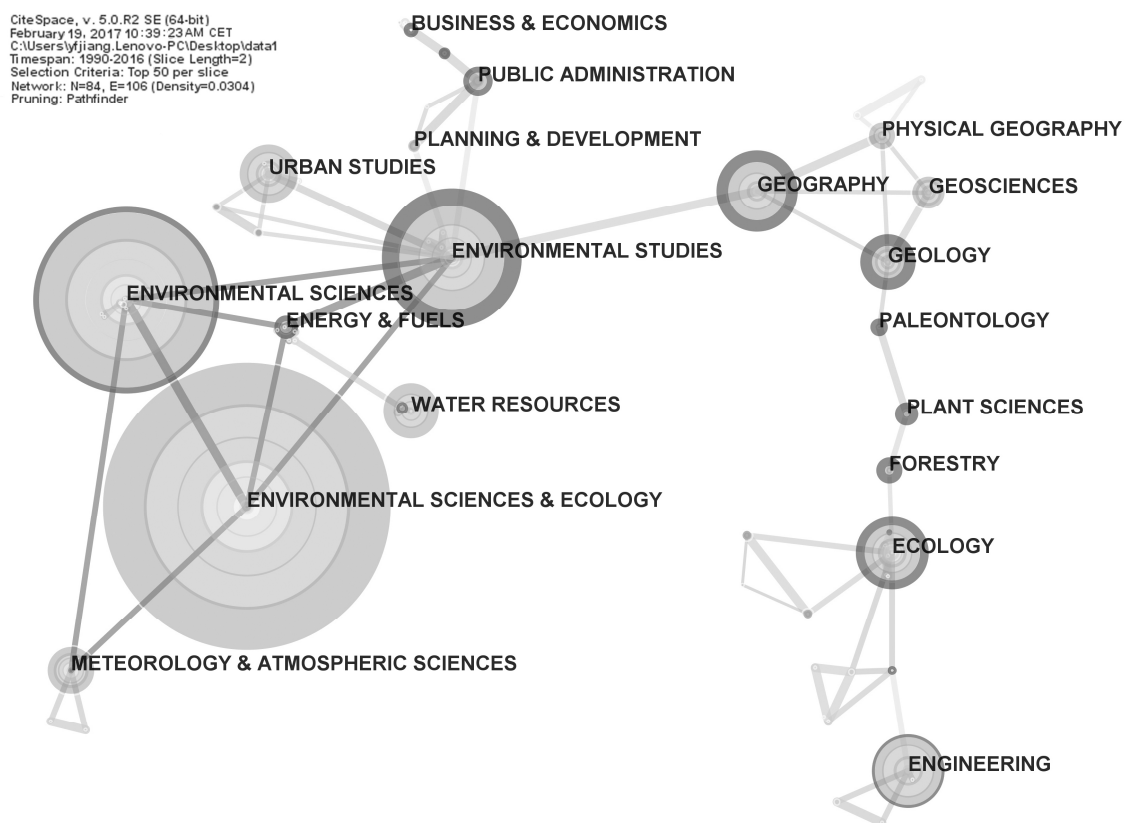 CiteSpace, v. 5.0.R2 SE (64-bit)
February 19, 2017 10:39:23 AM CET
C:\Users\yfjiang.Lenovo-PC\Desktop\data1
Timespan: 1990-2016 (Slice Length=2)
Selection Criteria: Top 50 per slice
Network: N=84, E=106 (Density=0.0304)
Pruning: Pathfinder
BUSINESS & ECONOMICS
PUBLIC ADMINISTRATION
PLANNING & DEVELOPMENT
PHYSICAL GEOGRAPHY
URBAN STUDIES
GEOGRAPHY
GEOSCIENCES
ENVIRONMENTAL STUDIES
GEOLOGY
ENVIRONMENTAL SCIENCES
ENERGY & FUELS
PALEONTOLOGY
WATER RESOURCES
PLANT SCIENCES
FORESTRY
ENVIRONMENTAL SCIENCES & ECOLOGY
ECOLOGY
METEOROLOGY & ATMOSPHERIC SCIENCES
ENGINEERING